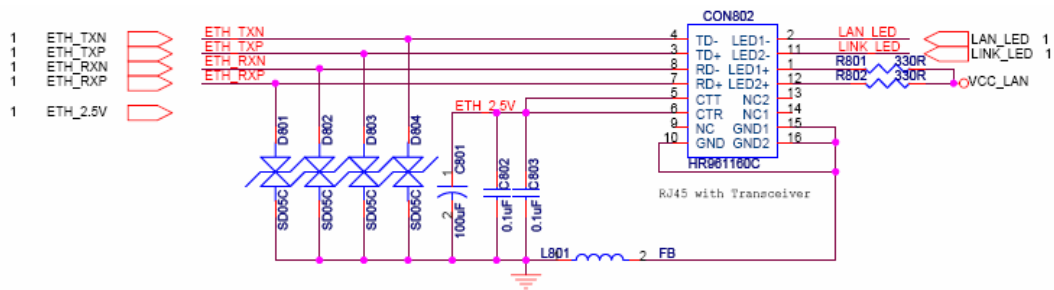 CON802
1 ETH_TXN ETH_TXN 4 TD- LED1- 2 LAN_LED LAN_LED 1
1 ETH_TXP ETH_TXP 3 TD+ LED2- 11 LINK_LED LINK_LED 1
1 ETH_RXN ETH_RXN 8 RD- LED1+ 1 R801 330R
1 ETH_RXP ETH_RXP 7 RD+ LED2+ 12 R802 330R VCC_LAN
5 CTT NC2 13
1 ETH_2.5V ETH_2.5V 6 CTR NC1 14
9 NC GND1 15
10 GND GND2 16
HR961160C
RJ45 with Transceiver
D801 D802 D803 D804 C801 C802 C803
1
2
SD05C SD05C SD05C SD05C 100uF 0.1uF 0.1uF
L801 2 FB